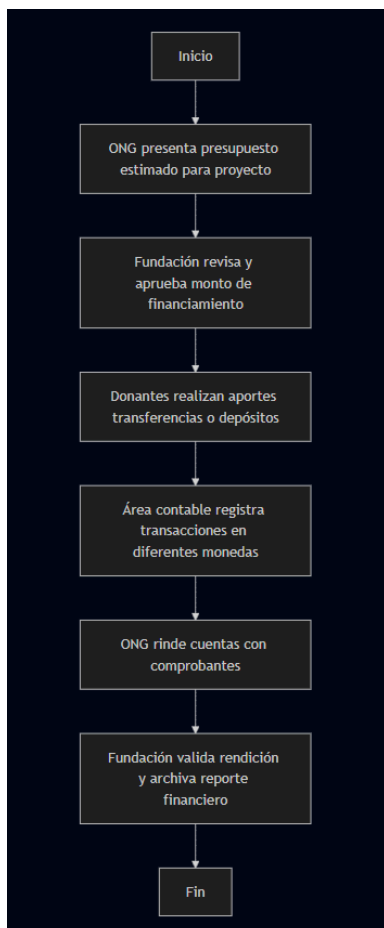 Inicio
ONG presenta presupuesto
estimado para proyecto
Fundación revisa y
aprueba monto de
financiamiento
Donantes realizan aportes
transferencias o depósitos
Área contable registra
transacciones en
diferentes monedas
ONG rinde cuentas con
comprobantes
Fundación valida rendición
y archiva reporte
financiero
Fin